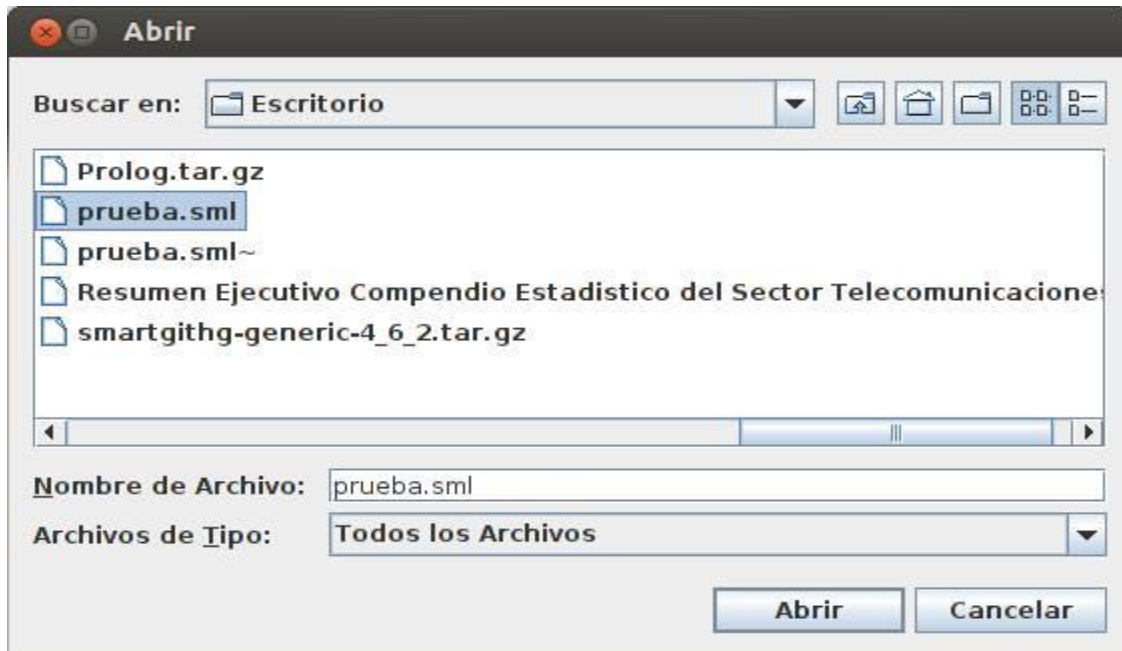 Abrir
Buscar en: Escritorio
Prolog.tar.gz
prueba.sml
prueba.sml~
Resumen Ejecutivo Compendio Estadistico del Sector
smartgithg-generic-4_6_2.tar.gz
Nombre de Archivo: prueba.sml
Archivos de Tipo: Todos los Archivos
Abrir Cancelar